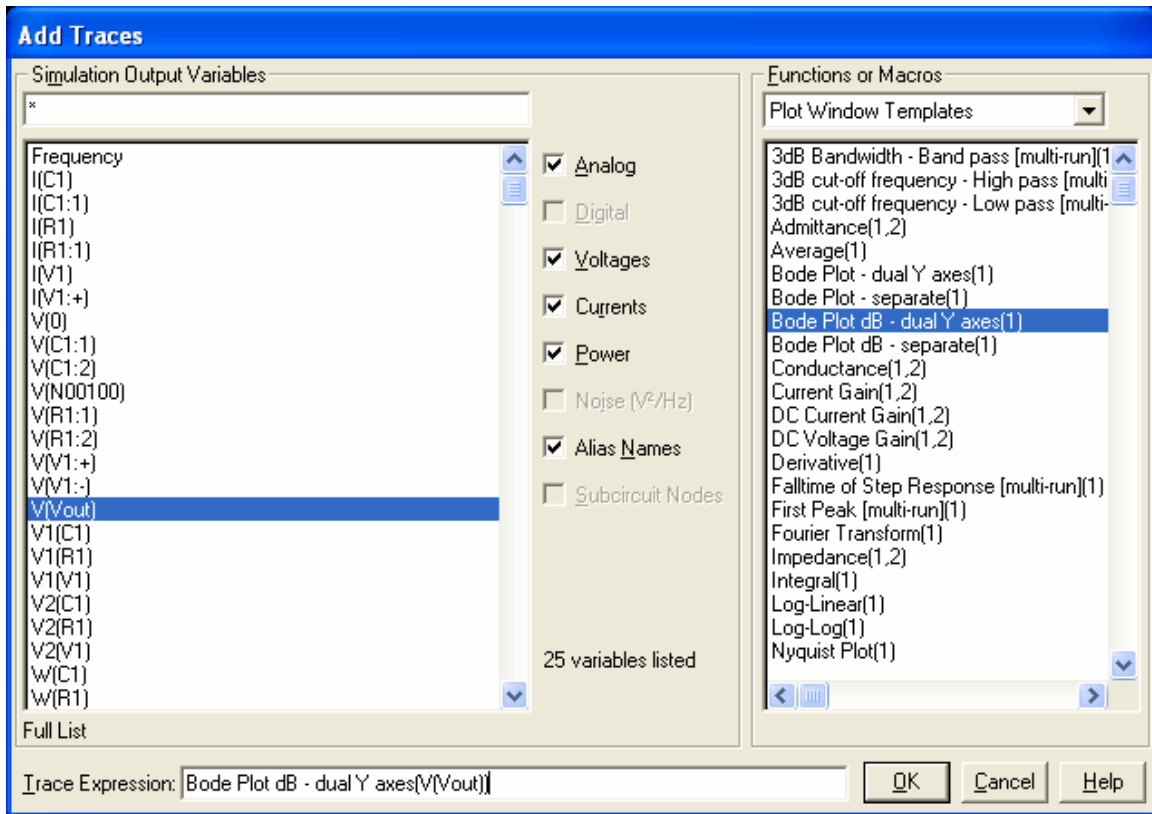 Add Traces
Simulation Output Variables
*
Frequency
I(C1)
I(C1:1)
I(R1)
I(R1:1)
I(V1)
I(V1:+)
V(0)
V(C1:1)
V(C1:2)
V(N00100)
V(R1:1)
V(R1:2)
V(V1:+)
V(V1:-)
V(Vout)
V1(C1)
V1(R1)
V1(V1)
V2(C1)
V2(R1)
V2(V1)
W(C1)
W(R1)
Full List
Analog
Digital
Voltages
Currents
Power
Noise (V²/Hz)
Alias Names
Subcircuit Nodes
25 variables listed
Functions or Macros
Plot Window Templates
3dB Bandwidth - Band pass [multi-run](1
3dB cut-off frequency - High pass [multi
3dB cut-off frequency - Low pass [multi-
Admittance(1,2)
Average(1)
Bode Plot - dual Y axes(1)
Bode Plot - separate(1)
Bode Plot dB - dual Y axes(1)
Bode Plot dB - separate(1)
Conductance(1,2)
Current Gain(1,2)
DC Current Gain(1,2)
DC Voltage Gain(1,2)
Derivative(1)
Falltime of Step Response [multi-run](1)
First Peak [multi-run](1)
Fourier Transform(1)
Impedance(1,2)
Integral(1)
Log-Linear(1)
Log-Log(1)
Nyquist Plot(1)
Trace Expression: Bode Plot dB - dual Y axes(V(Vout))
OK
Cancel
Help